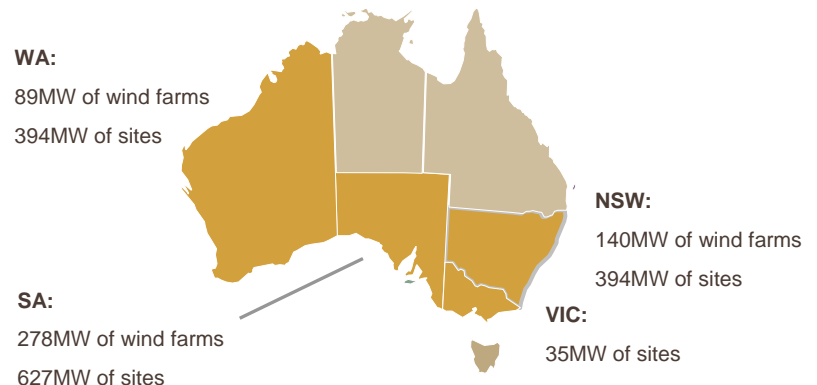 WA:
89MW of wind farms
394MW of sites
NSW:
140MW of wind farms
394MW of sites
SA:
278MW of wind farms
627MW of sites
VIC:
35MW of sites